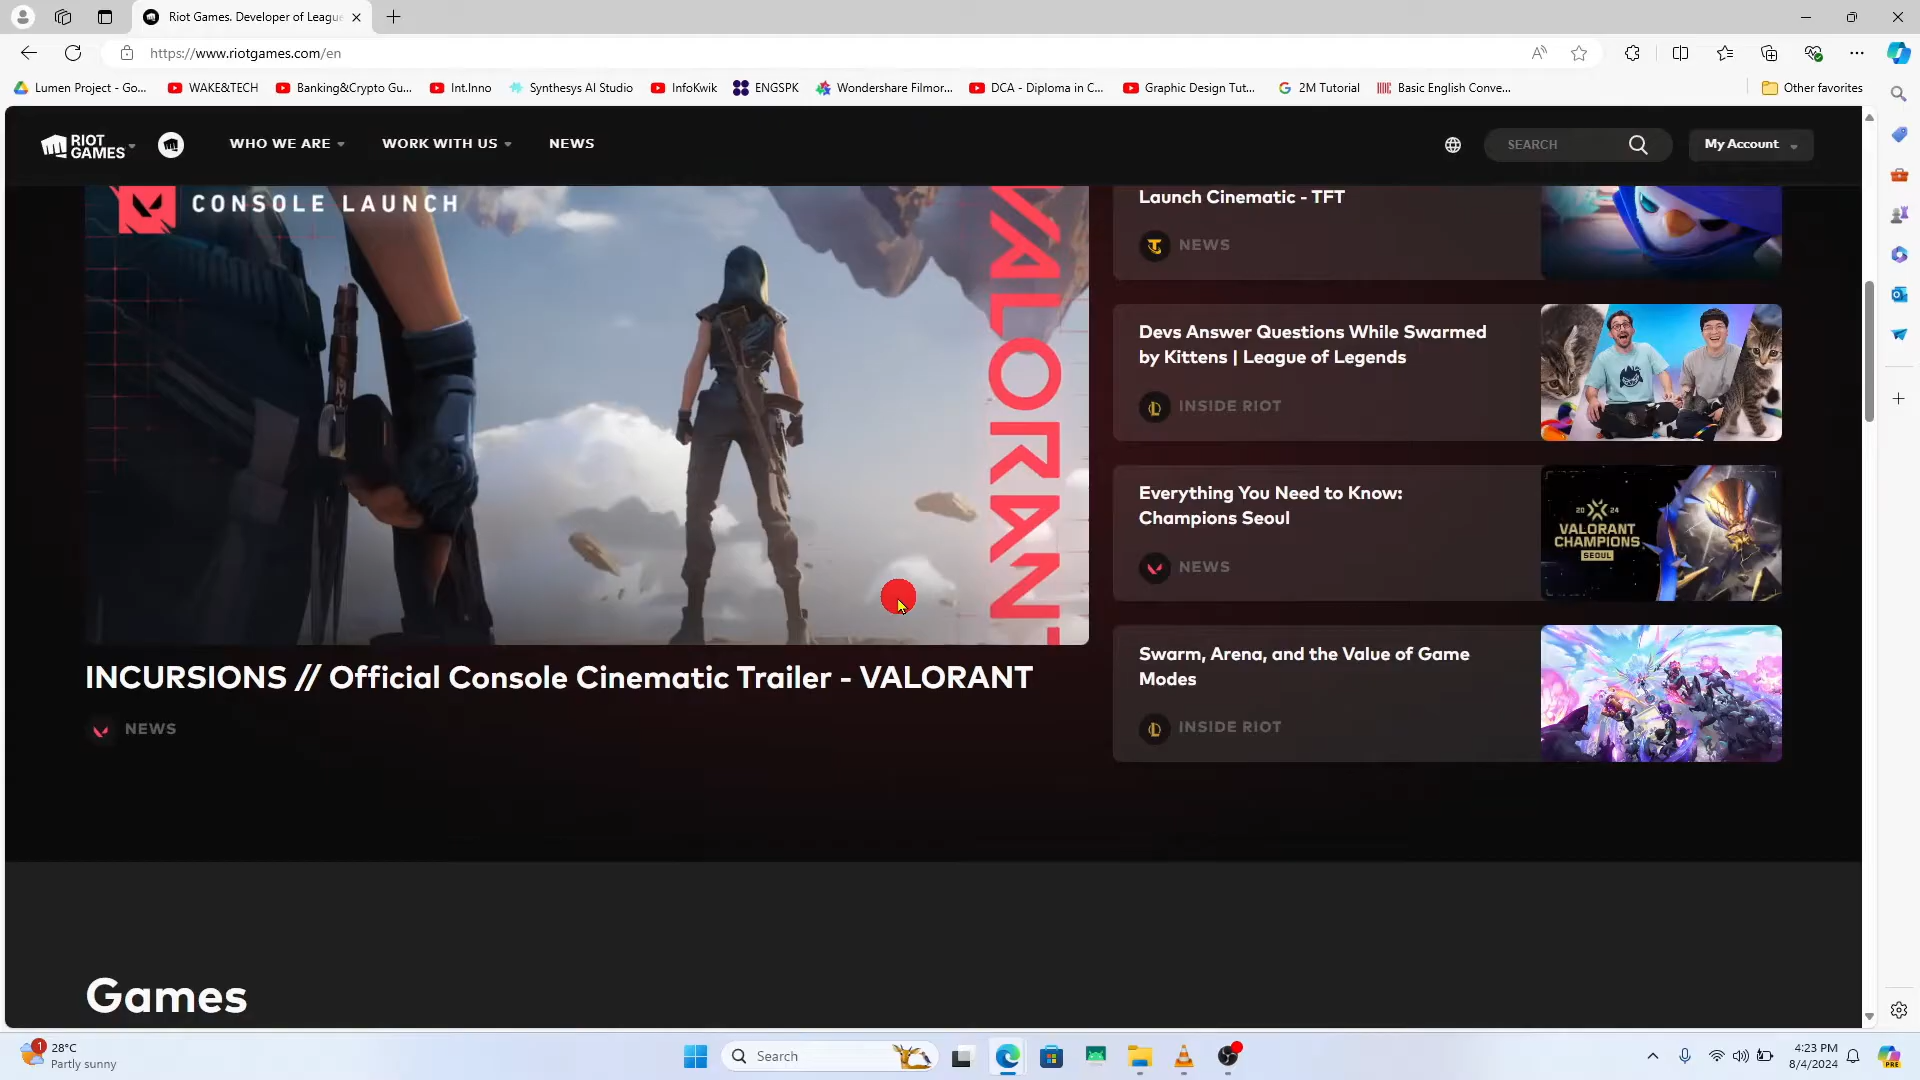 Riot Games. Developer of League
https://www.riotgames.com/en
Lumen Project - Go...
WAKE&TECH
Banking&Crypto Gu...
Int.Inno
Synthesys AI Studio
InfoKwik
ENGSPK
Wondershare Filmor...
DCA - Diploma in C...
Graphic Design Tut...
2M Tutorial
Basic English Conve...
Other favorites
RIOT
GAMES
WHO WE ARE
WORK WITH US
NEWS
SEARCH
My Account
CONSOLE LAUNCH
VALORANT
INCURSIONS // Official Console Cinematic Trailer - VALORANT
NEWS
Launch Cinematic - TFT
NEWS
Devs Answer Questions While Swarmed
by Kittens | League of Legends
INSIDE RIOT
Everything You Need to Know:
Champions Seoul
NEWS
20 24
VALORANT
CHAMPIONS
SEOUL
Swarm, Arena, and the Value of Game
Modes
INSIDE RIOT
Games
1
28°C
Partly sunny
Search
4:23 PM
8/4/2024
PRE